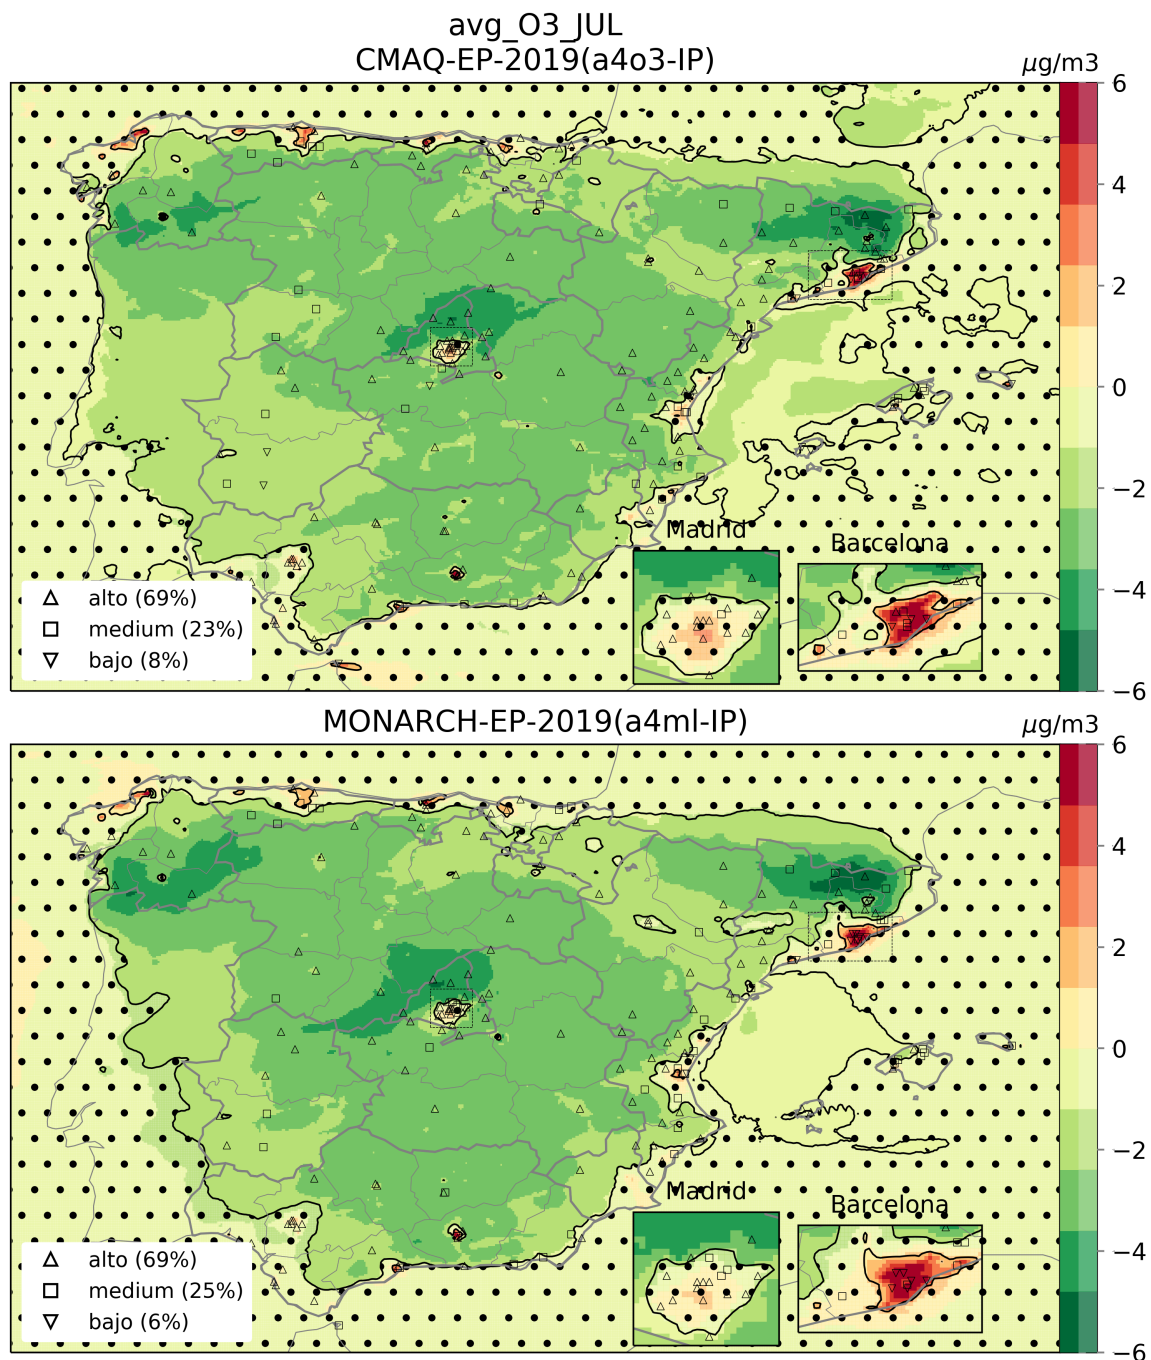 avg_O3_JUL
CMAQ-EP-2019(a4o3-IP)
μg/m3
6
4
2
0
−2
−4
−6
Madrid
Barcelona
alto (69%)
medium (23%)
bajo (8%)
MONARCH-EP-2019(a4ml-IP)
μg/m3
6
4
2
0
−2
−4
−6
Madrid
Barcelona
alto (69%)
medium (25%)
bajo (6%)